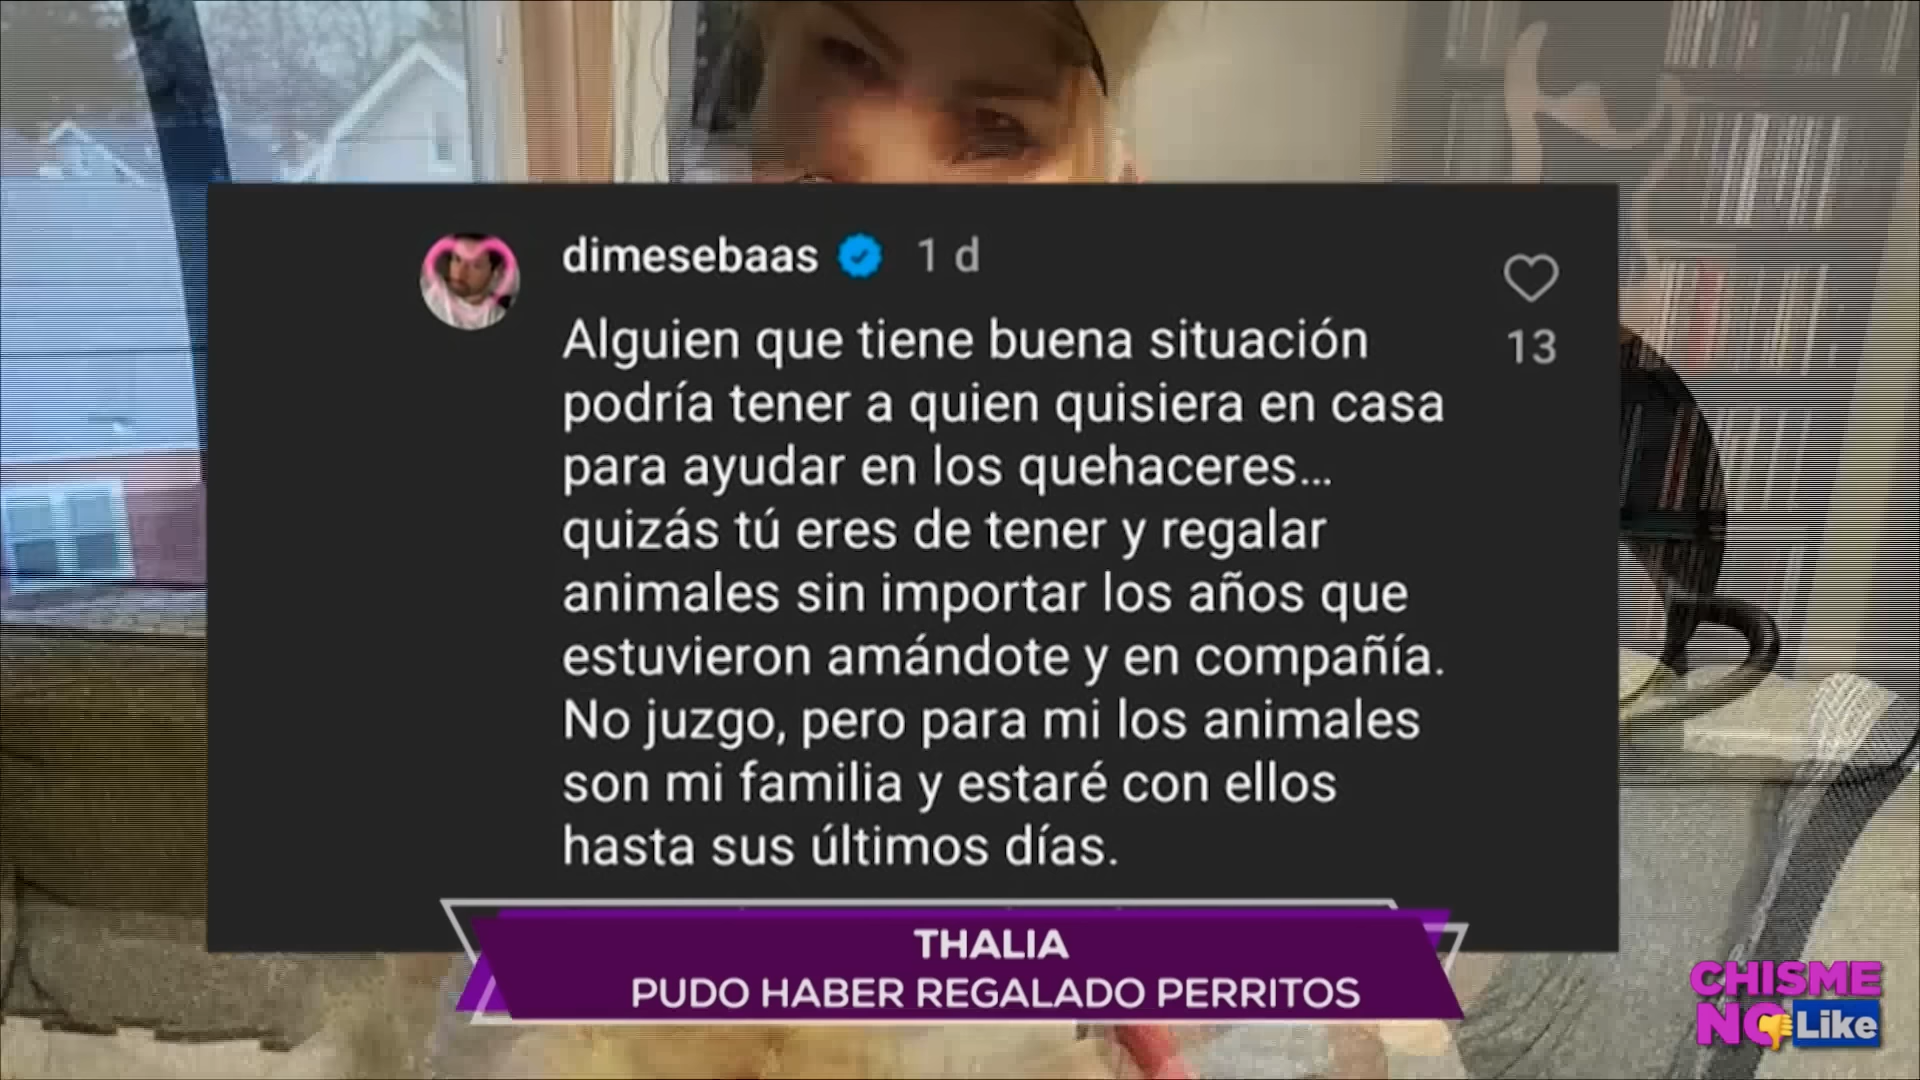 dimesebaas 1 d
Alguien que tiene buena situación
podría tener a quien quisiera en casa
para ayudar en los quehaceres...
quizás tú eres de tener y regalar
animales sin importar los años que
estuvieron amándote y en compañía.
No juzgo, pero para mi los animales
son mi familia y estaré con ellos
hasta sus últimos días.
13
THALIA
PUDO HABER REGALADO PERRITOS
CHISME
NO Like